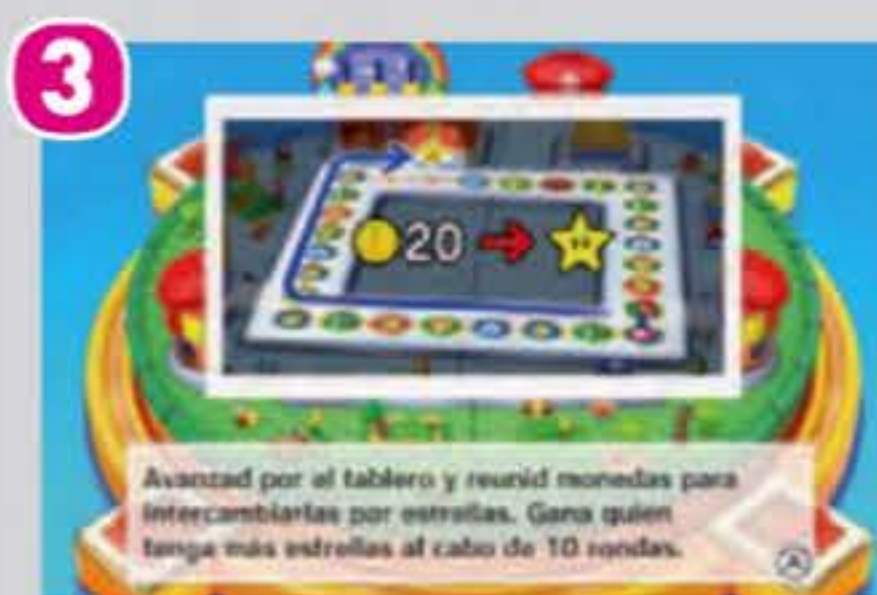 3
20
Avanzad por el tablero y reunid monedas para
intercambiarlas por estrellas. Gana quien
tenga más estrellas al cabo de 10 rondas.
A